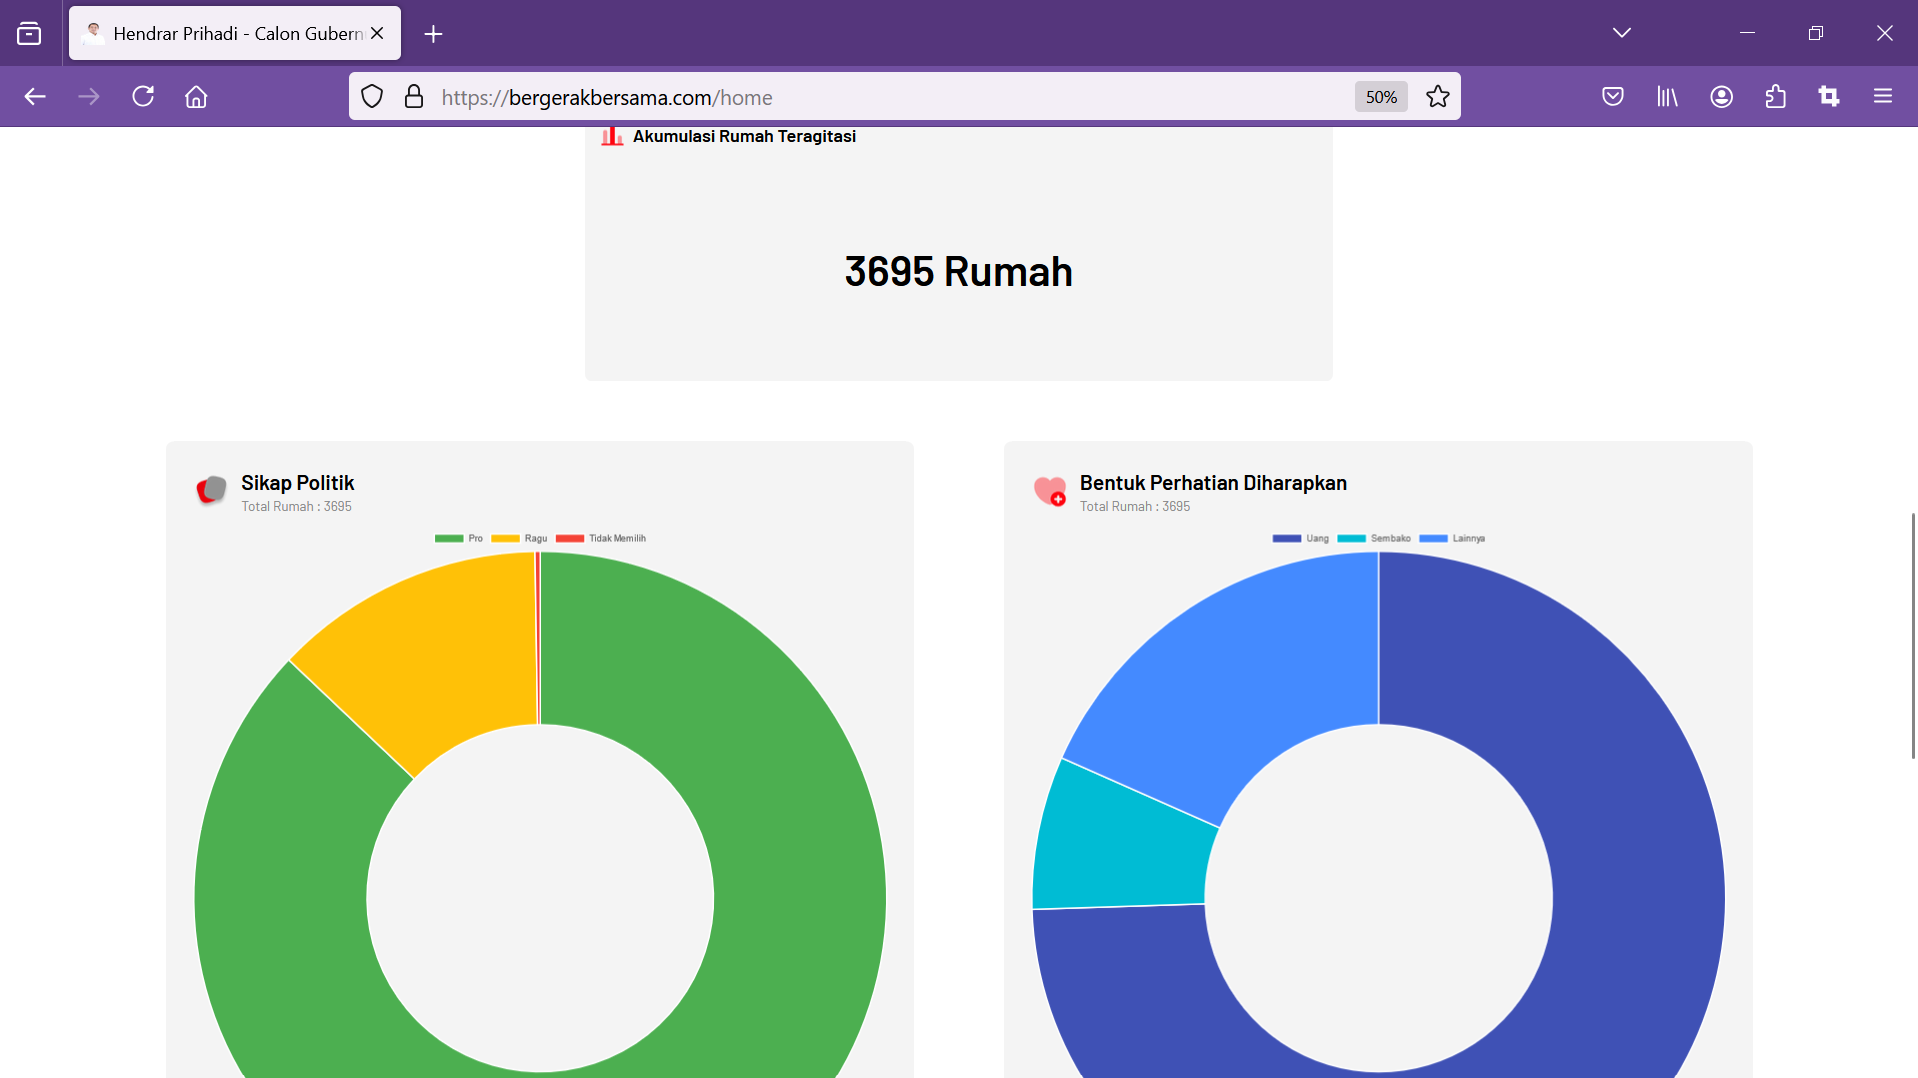 Hendrar Prihadi - Calon Gubern
https://bergerakbersama.com/home
50%
Akumulasi Rumah Teragitasi
3695 Rumah
Sikap Politik
Total Rumah : 3695
Pro Ragu Tidak Memilih
Bentuk Perhatian Diharapkan
Total Rumah : 3695
Uang Sembako Lainnya